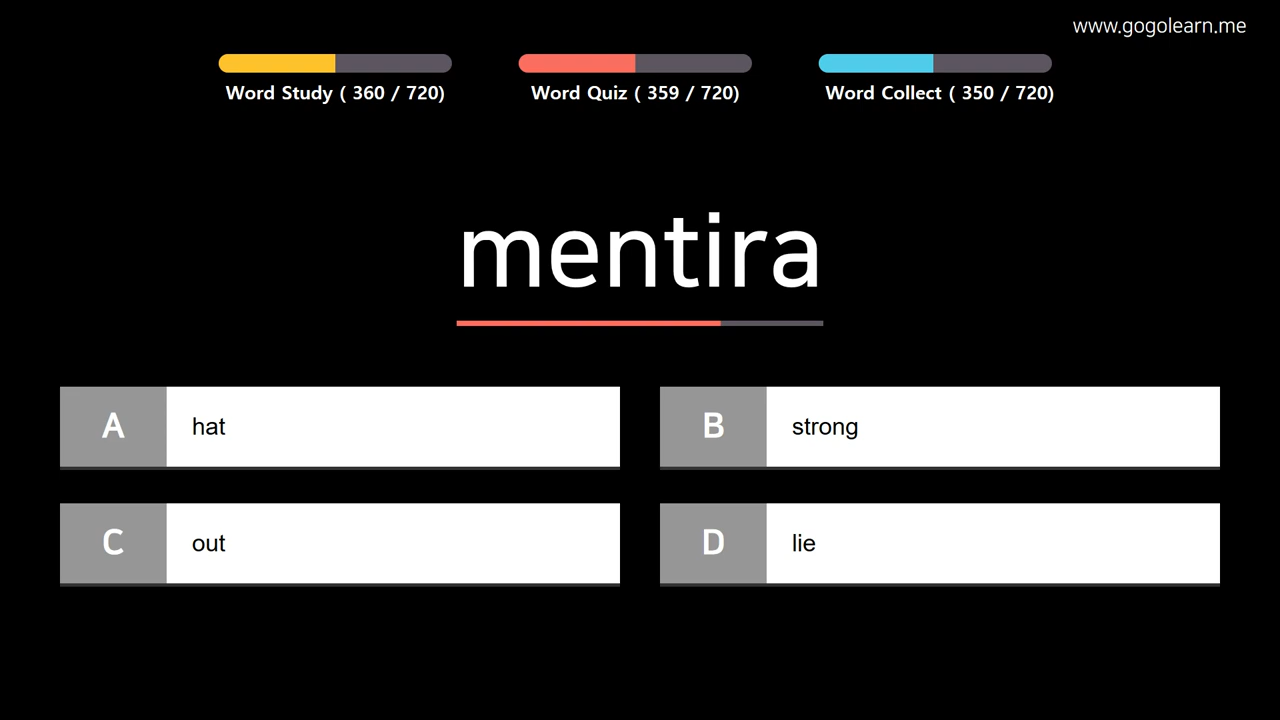 www.gogolearn.me
Word Study ( 360 / 720)
Word Quiz ( 359 / 720)
Word Collect ( 350 / 720)
mentira
A hat
B strong
C out
D lie